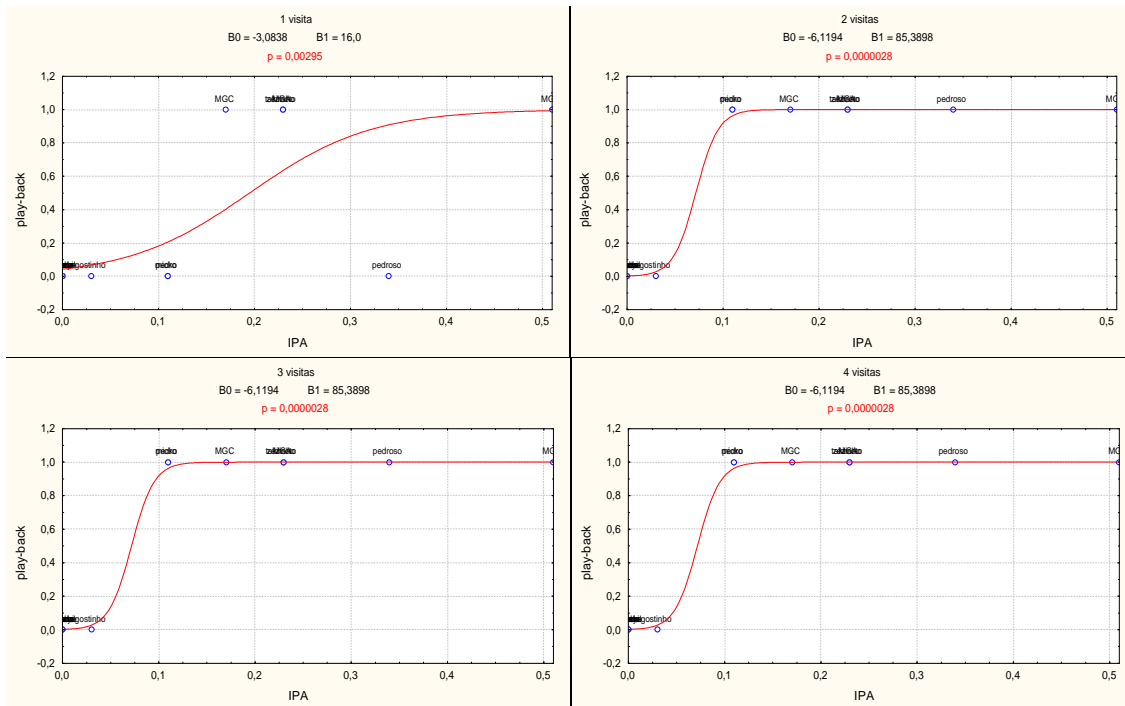 1 visita
B0 = -3,0838 B1 = 16,0
p = 0,00295
1,2
1,0
0,8
0,6
0,4
0,2
0,0
-0,2
play-back
MGC
MG
pedroso
0,0 0,1 0,2 0,3 0,4 0,5
IPA
2 visitas
B0 = -6,1194 B1 = 85,3898
p = 0,0000028
1,2
1,0
0,8
0,6
0,4
0,2
0,0
-0,2
play-back
MGC
pedroso
MG
0,0 0,1 0,2 0,3 0,4 0,5
IPA
3 visitas
B0 = -6,1194 B1 = 85,3898
p = 0,0000028
1,2
1,0
0,8
0,6
0,4
0,2
0,0
-0,2
play-back
MGC
pedroso
MG
0,0 0,1 0,2 0,3 0,4 0,5
IPA
4 visitas
B0 = -6,1194 B1 = 85,3898
p = 0,0000028
1,2
1,0
0,8
0,6
0,4
0,2
0,0
-0,2
play-back
MGC
pedroso
MG
0,0 0,1 0,2 0,3 0,4 0,5
IPA